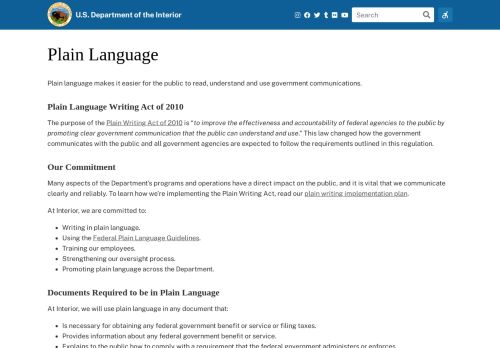 U.S. Department of the Interior
Search
Plain Language
Plain language makes it easier for the public to read, understand and use government communications.
Plain Language Writing Act of 2010
The purpose of the Plain Writing Act of 2010 is “to improve the effectiveness and accountability of federal agencies to the public by
promoting clear government communication that the public can understand and use.” This law changed how the government
communicates with the public and all government agencies are expected to follow the requirements outlined in this regulation.
Our Commitment
Many aspects of the Department's programs and operations have a direct impact on the public, and it is vital that we communicate
clearly and reliably. To learn how we're implementing the Plain Writing Act, read our plain writing implementation plan.
At Interior, we are committed to:
• Writing in plain language.
• Using the Federal Plain Language Guidelines.
• Training our employees.
• Strengthening our oversight process.
• Promoting plain language across the Department.
Documents Required to be in Plain Language
At Interior, we will use plain language in any document that:
• Is necessary for obtaining any federal government benefit or service or filing taxes.
• Provides information about any federal government benefit or service.
• Explains to the public how to comply with a requirement that the federal government administers or enforces.